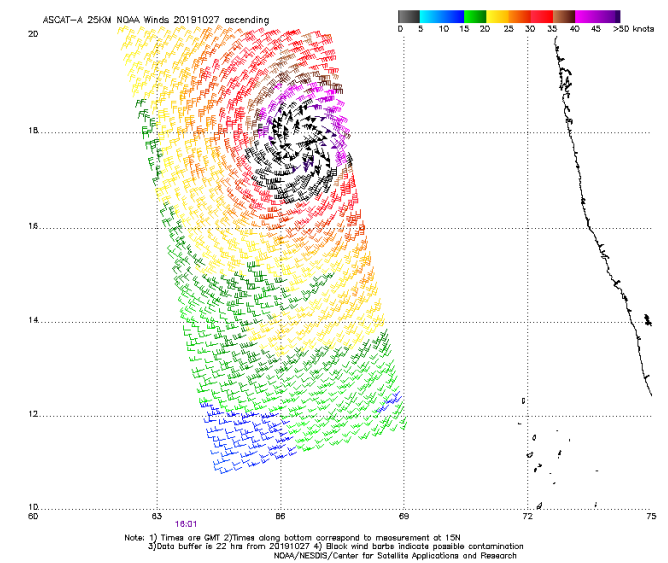 ASCAT-A 25KM NOAA Winds 20191027 ascending
0 5 10 15 20 25 30 35 40 45 >50 knots
20
18
16
14
12
10
60 63 66 69 72 75
16:01
Note: 1) Times are GMT 2)Times along bottom correspond to measurement at 15N
3)Data buffer is 22 hrs from 20191027 4) Black wind barbs indicate possible contamination
NOAA/NESDIS/Center for Satellite Applications and Research